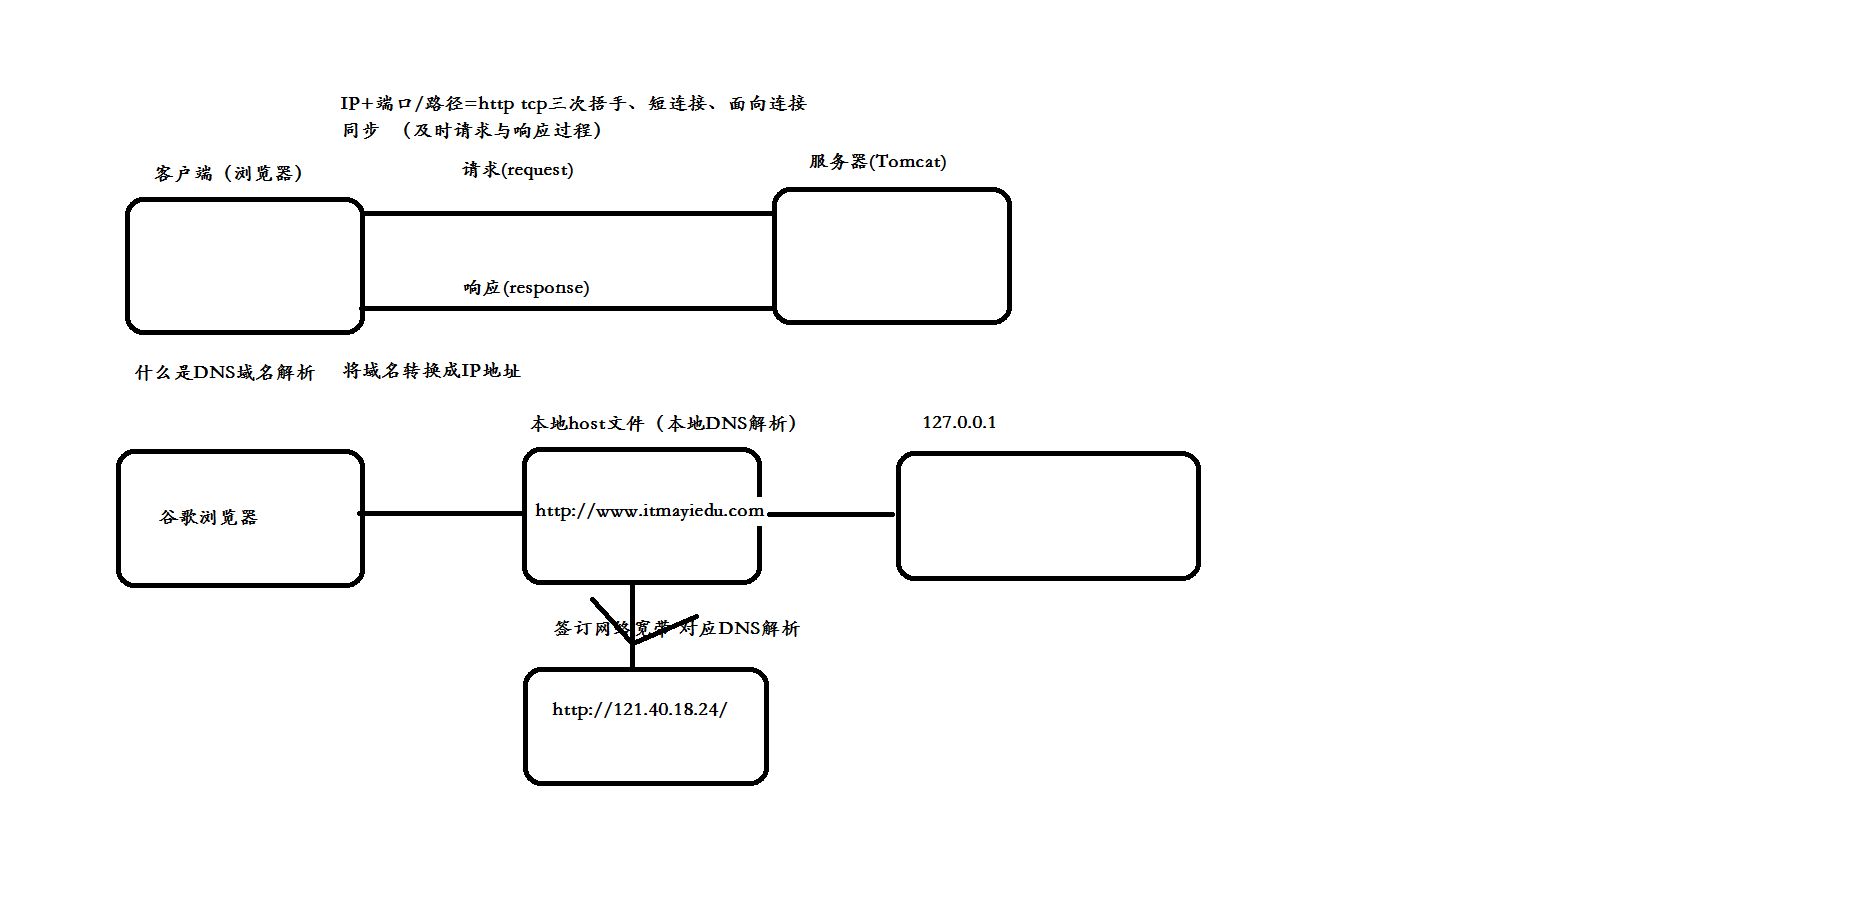 IP+端口/路径=http tcp三次捂手、短连接、面向连接
同步 （及时请求与响应过程）
客户端（浏览器）
请求(request)
服务器(Tomcat)
响应(response)
什么是DNS域名解析 将域名转换成IP地址
本地host文件（本地DNS解析）
127.0.0.1
谷歌浏览器
http://www.itmayiedu.com
签订网络宽带 对应DNS解析
http://121.40.18.24/